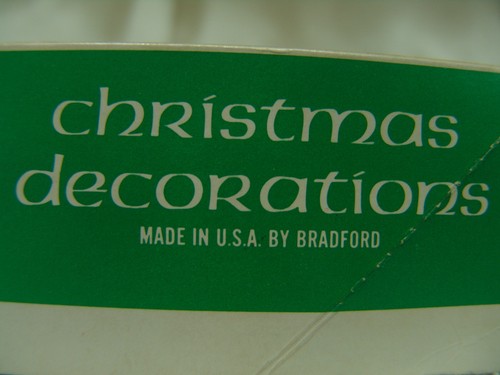 christmas
decorations
MADE IN U.S.A. BY BRADFORD